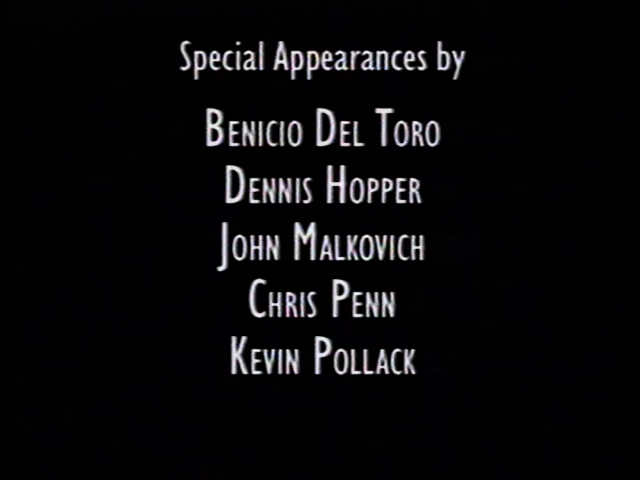 Special Appearances by
Benicio Del Toro
Dennis Hopper
John Malkovich
Chris Penn
Kevin Pollack